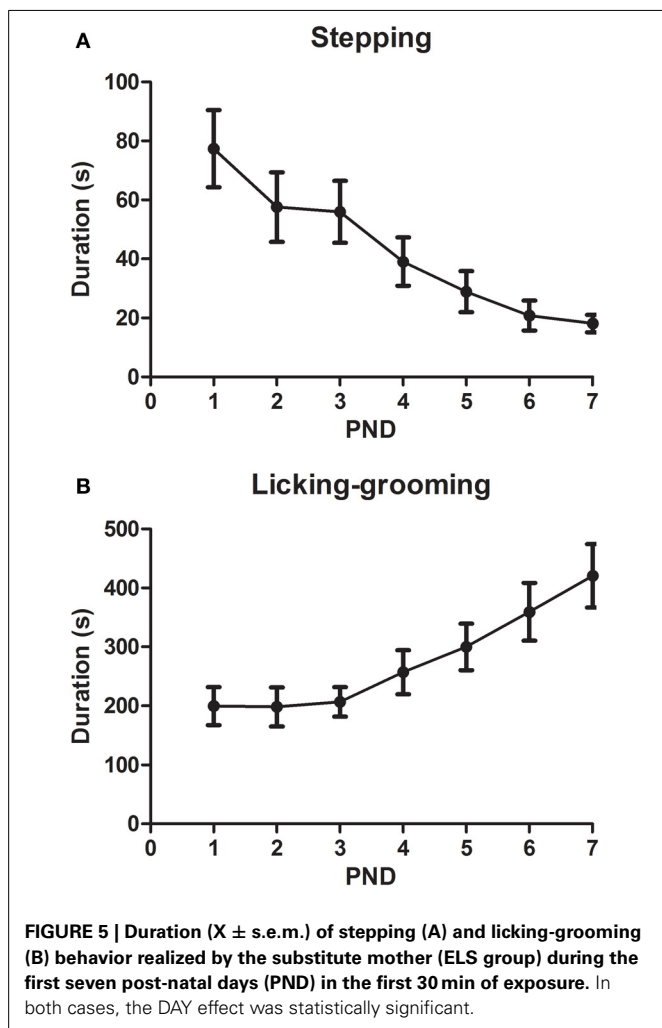 A
Stepping
100
80
60
40
20
0
Duration (s)
0 1 2 3 4 5 6 7
PND
B
Licking-grooming
500
400
300
200
100
0
Duration (s)
0 1 2 3 4 5 6 7
PND
FIGURE 5 | Duration (X ± s.e.m.) of stepping (A) and licking-grooming
(B) behavior realized by the substitute mother (ELS group) during the
first seven post-natal days (PND) in the first 30 min of exposure. In
both cases, the DAY effect was statistically significant.